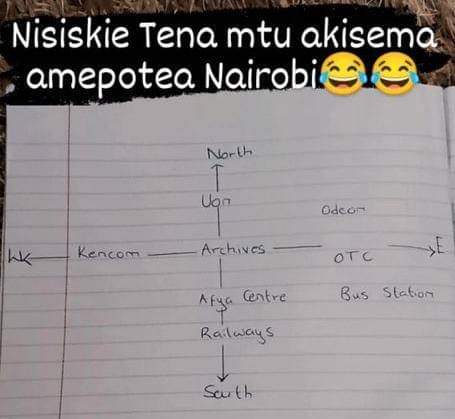 Nisiskie Tena mtu akisema
amepotea Nairobi😂😂
North
Uon
Odeon
W Kencom Archives OTC E
Afya Centre Bus Station
Railways
South